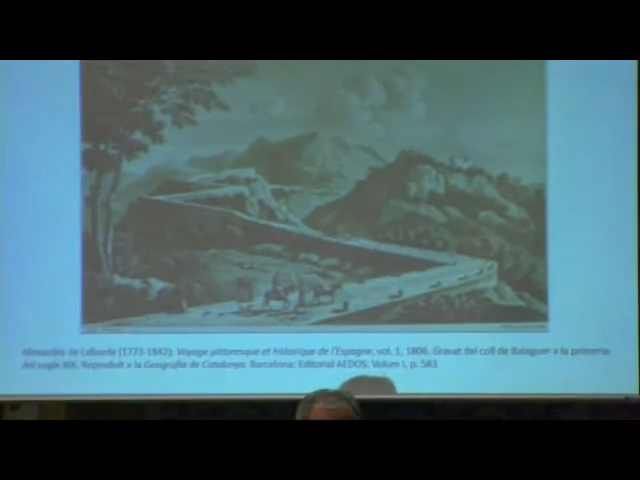 Alexandre de Laborde (1773-1842): Voyage pittoresque et historique de l'Espagne, vol. 1, 1806. Gravat del coll de Balaguer a la primeria
del segle XIX. Reproduït a la Geografia de Catalunya. Barcelona: Editorial AEDOS. Volum I, p. 583